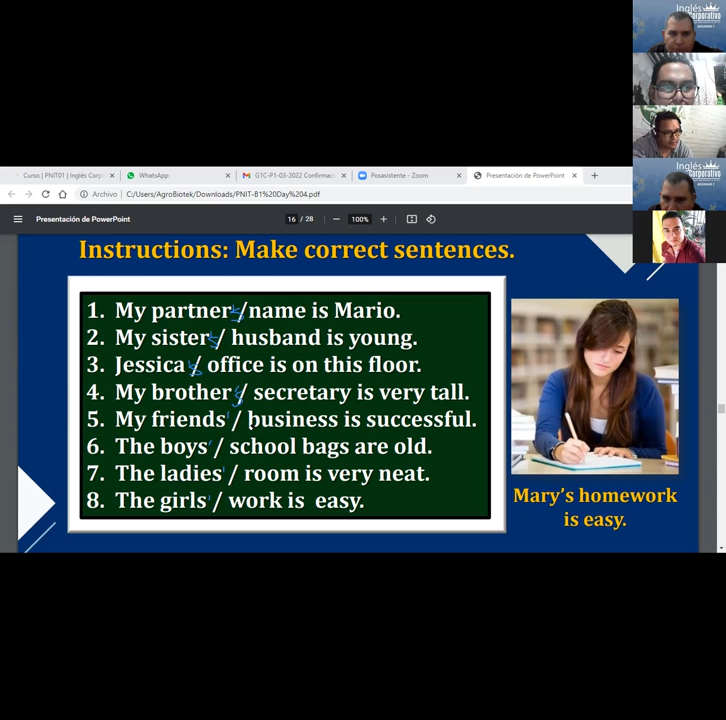 Inglés
Corporativo
BEGINNER 1
Curso | PNIT01 | Inglés Corp
WhatsApp
G1C-P1-03-2022 Confirmad
Posasistente - Zoom
Presentación de PowerPoint
Archivo C:/Users/AgroBiotek/Downloads/PNIT-B1%20Day%204.pdf
Presentación de PowerPoint
16 / 28
100%
Inglés
Corporativo
Instructions: Make correct sentences.
1. My partner's/name is Mario.
2. My sister's/ husband is young.
3. Jessica's/ office is on this floor.
4. My brother's/ secretary is very tall.
5. My friends'/ business is successful.
6. The boys'/ school bags are old.
7. The ladies'/ room is very neat.
8. The girls'/ work is easy.
Mary's homework
is easy.